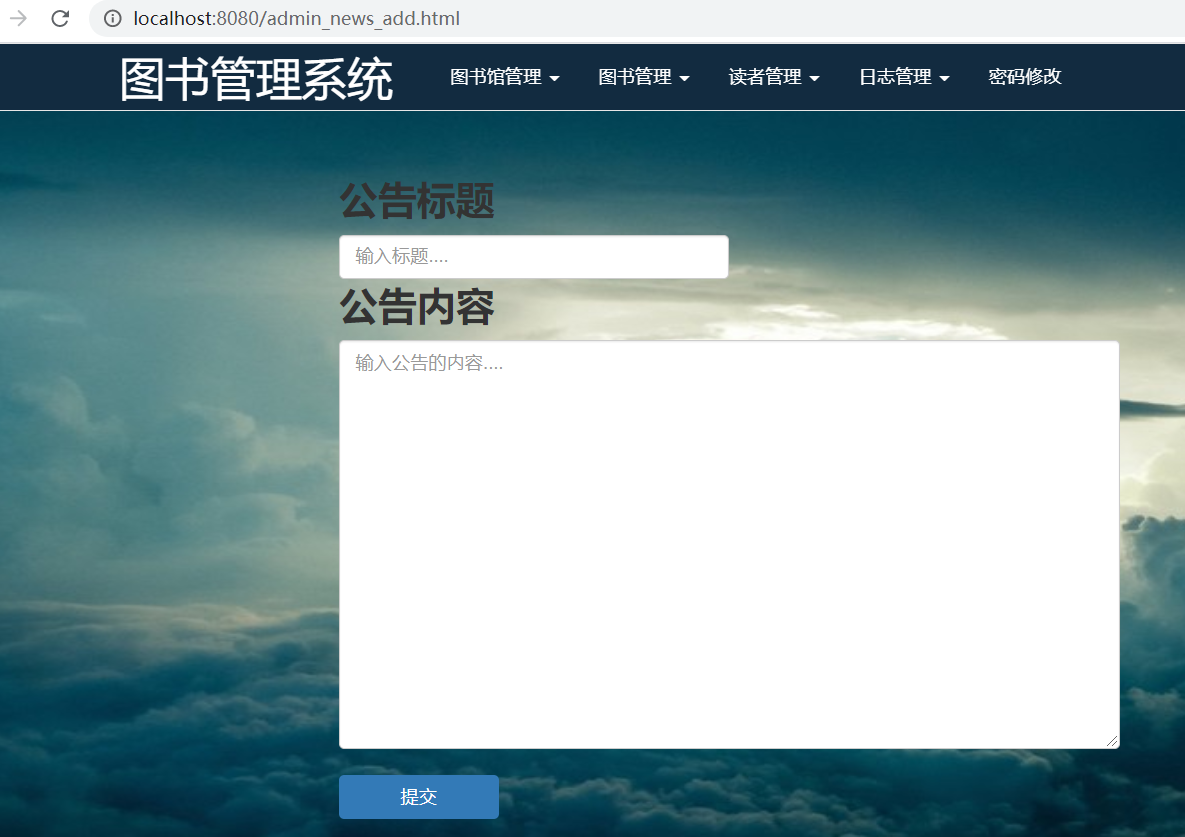 localhost:8080/admin_news_add.html
图书管理系统 图书馆管理 图书管理 读者管理 日志管理 密码修改
公告标题
输入标题....
公告内容
输入公告的内容....
提交